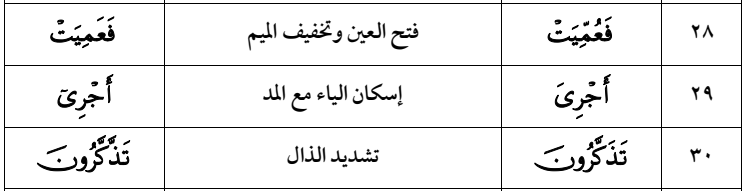 ٢٨ فَعُمِّيَتۡ فتح العين وتخفيف الميم فَعَمِيَتۡ
٢٩ أَجۡرِيَ إسكان الياء مع المد أَجۡرِيٓ
٣٠ تَذَكَّرُونَ تشديد الذال تَذَّكَّرُونَ